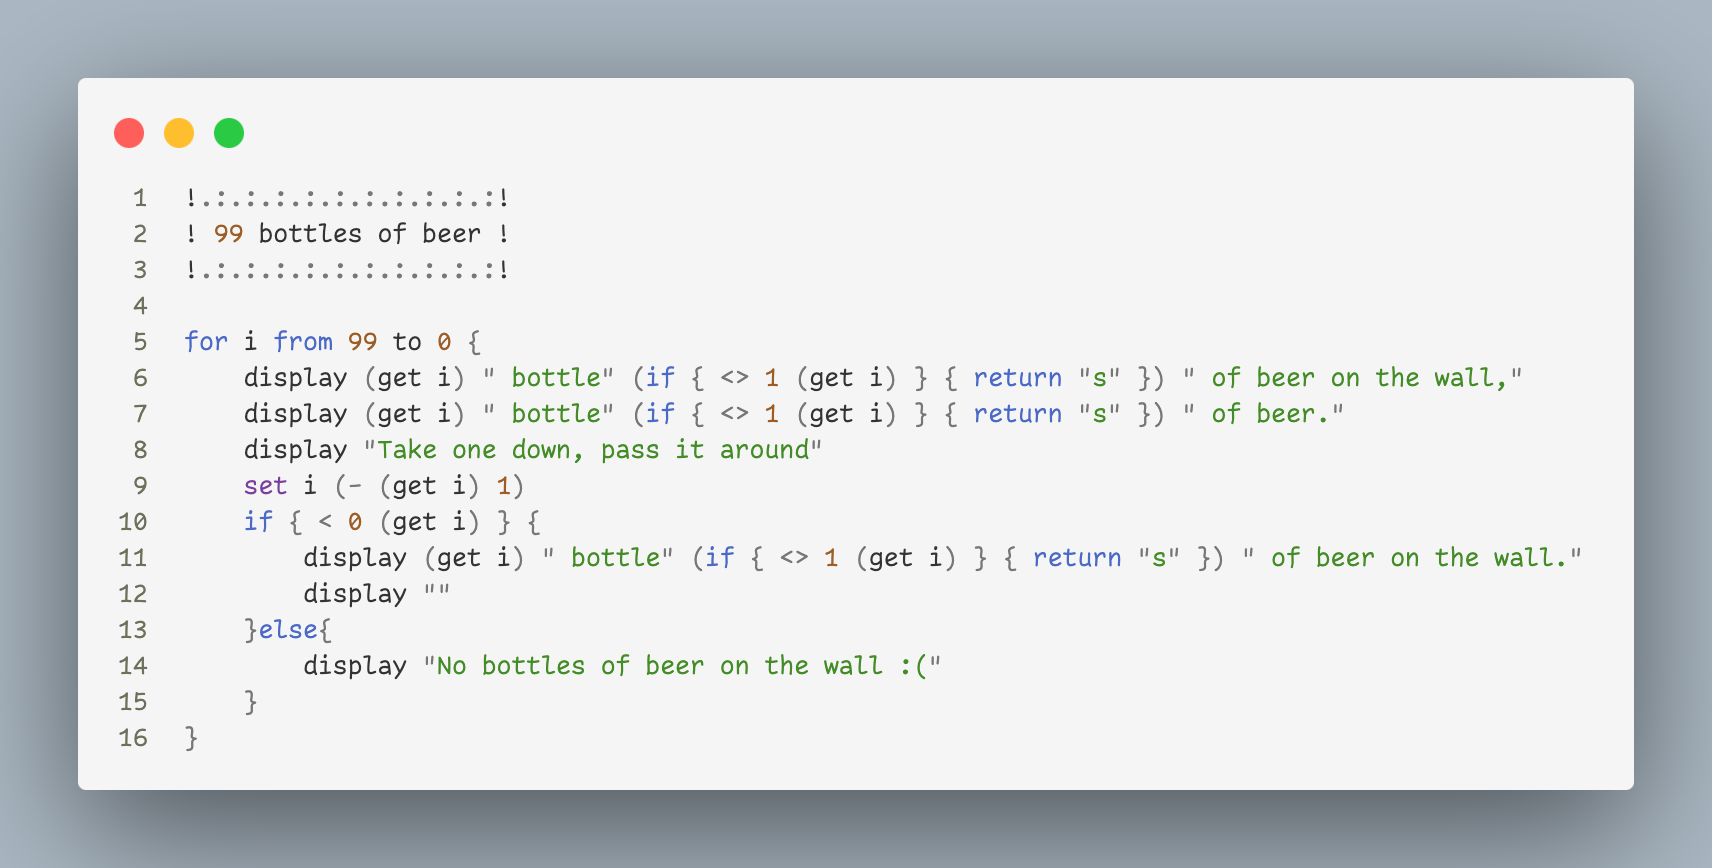 1 !.:.:.:.:.:.:.:.:.:.:!
2 ! 99 bottles of beer !
3 !.:.:.:.:.:.:.:.:.:.:!
4
5 for i from 99 to 0 {
6     display (get i) " bottle" (if { <> 1 (get i) } { return "s" }) " of beer on the wall,"
7     display (get i) " bottle" (if { <> 1 (get i) } { return "s" }) " of beer."
8     display "Take one down, pass it around"
9     set i (- (get i) 1)
10     if { < 0 (get i) } {
11         display (get i) " bottle" (if { <> 1 (get i) } { return "s" }) " of beer on the wall."
12         display ""
13     }else{
14         display "No bottles of beer on the wall :("
15     }
16 }